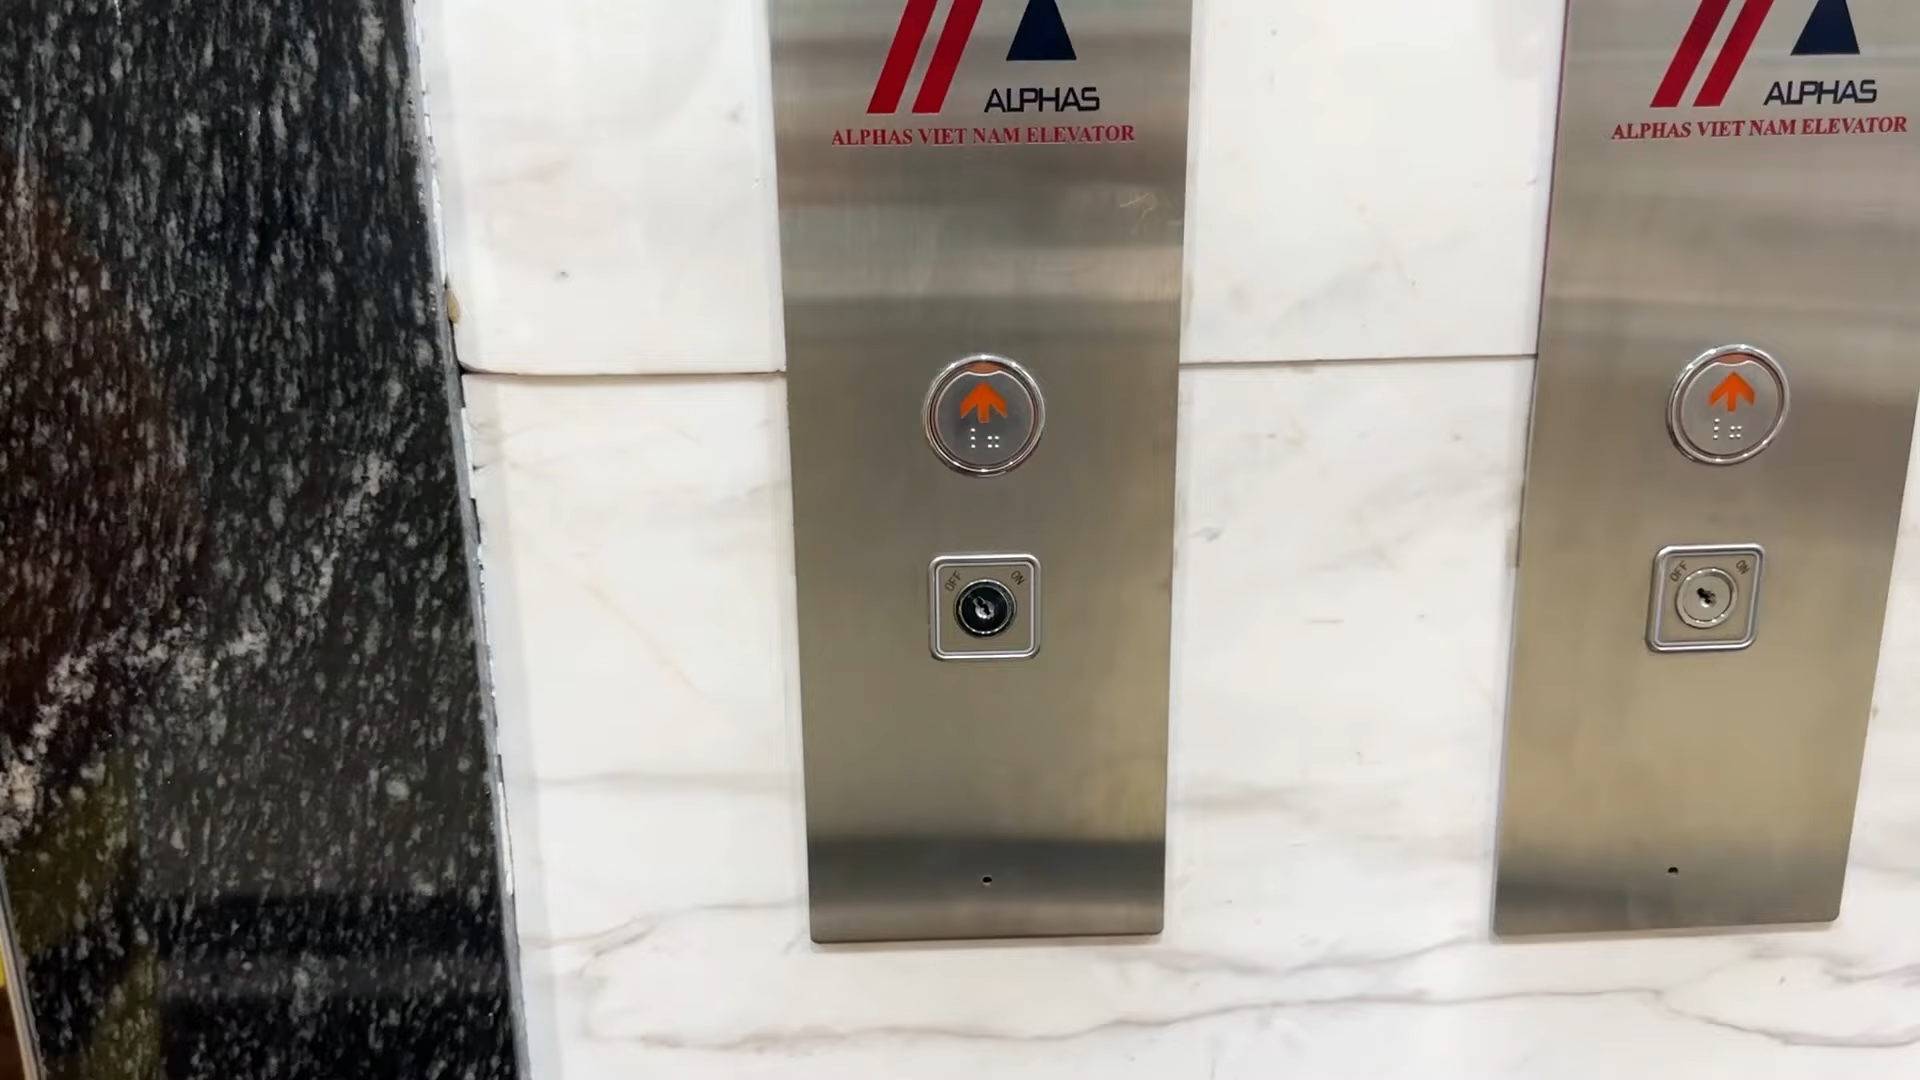 ALPHAS
ALPHAS VIET NAM ELEVATOR
OFF ON
ALPHAS
ALPHAS VIET NAM ELEVATOR
OFF ON